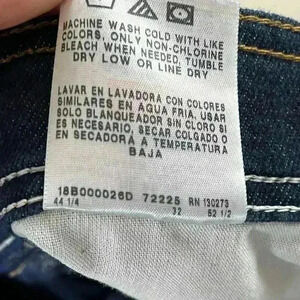 MACHINE WASH COLD WITH LIKE
COLORS, ONLY NON-CHLORINE
BLEACH WHEN NEEDED, TUMBLE
DRY LOW OR LINE DRY
LAVAR EN LAVADORA CON COLORES
SIMILARES EN AGUA FRIA, USAR
SOLO BLANQUEADOR SIN CLORO SI
ES NECESARIO, SECAR COLGADO O
EN SECADORA A TEMPERATURA
BAJA
18B000026D 72225 RN 130273
44 1/4 32 52 1/2